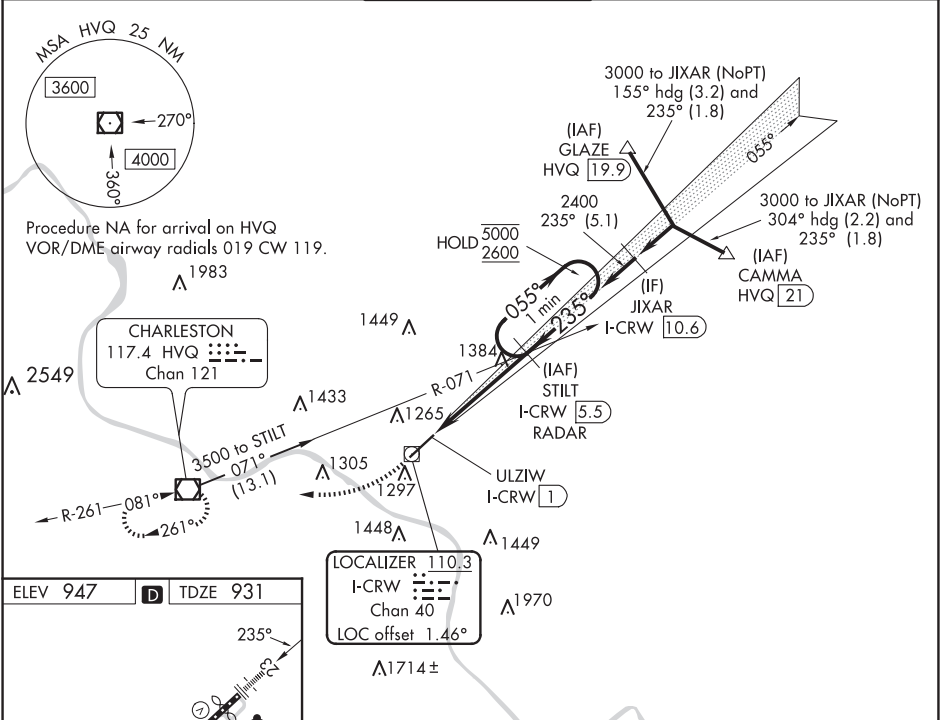 MSA HVQ 25 NM
3600
270°
4000
360°
Procedure NA for arrival on HVQ
VOR/DME airway radials 019 CW 119.
1983
3000 to JIXAR (NoPT)
155° hdg (3.2) and
235° (1.8)
(IAF)
GLAZE
HVQ 19.9
055°
2400
235° (5.1)
3000 to JIXAR (NoPT)
304° hdg (2.2) and
235° (1.8)
HOLD 5000
2600
(IAF)
CAMMA
HVQ 21
(IF)
JIXAR
I-CRW 10.6
055°
1 min
235°
1449
1384
CHARLESTON
117.4 HVQ
Chan 121
2549
R-071
(IAF)
STILT
I-CRW 5.5
RADAR
1433
1265
3500 to STILT
071°
(13.1)
1305
1297
ULZIW
I-CRW 1
R-261
081°
261°
1448
1449
LOCALIZER 110.3
I-CRW
Chan 40
LOC offset 1.46°
1970
1714±
ELEV 947
D
TDZE 931
235°
23
V